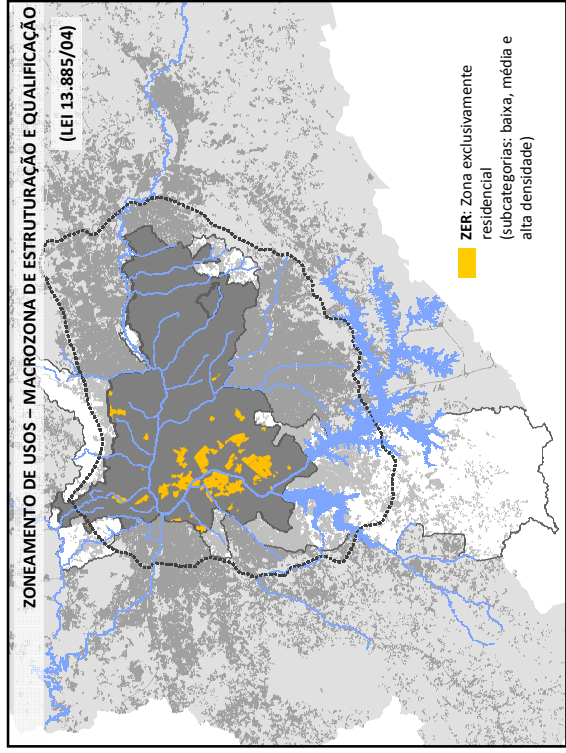 ZONEAMENTO DE USOS – MACROZONA DE ESTRUTURAÇÃO E QUALIFICAÇÃO
(LEI 13.885/04)
ZER: Zona exclusivamente
residencial
(subcategorias: baixa, média e
alta densidade)